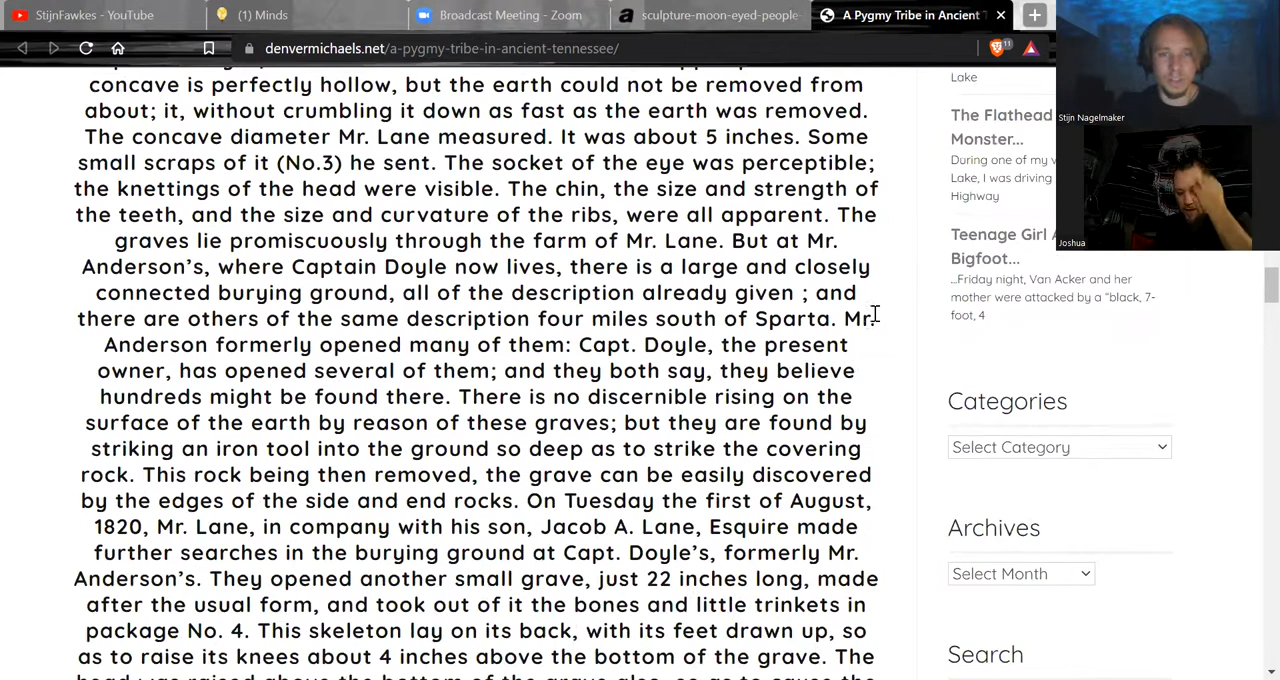 StijnFawkes - YouTube
(1) Minds
Broadcast Meeting - Zoom
sculpture-moon-eyed-people
A Pygmy Tribe in Ancient T
denvermichaels.net/a-pygmy-tribe-in-ancient-tennessee/
11
concave is perfectly hollow, but the earth could not be removed from
about; it, without crumbling it down as fast as the earth was removed.
The concave diameter Mr. Lane measured. It was about 5 inches. Some
small scraps of it (No.3) he sent. The socket of the eye was perceptible;
the knettings of the head were visible. The chin, the size and strength of
the teeth, and the size and curvature of the ribs, were all apparent. The
graves lie promiscuously through the farm of Mr. Lane. But at Mr.
Anderson's, where Captain Doyle now lives, there is a large and closely
connected burying ground, all of the description already given ; and
there are others of the same description four miles south of Sparta. Mr.
Anderson formerly opened many of them: Capt. Doyle, the present
owner, has opened several of them; and they both say, they believe
hundreds might be found there. There is no discernible rising on the
surface of the earth by reason of these graves; but they are found by
striking an iron tool into the ground so deep as to strike the covering
rock. This rock being then removed, the grave can be easily discovered
by the edges of the side and end rocks. On Tuesday the first of August,
1820, Mr. Lane, in company with his son, Jacob A. Lane, Esquire made
further searches in the burying ground at Capt. Doyle's, formerly Mr.
Anderson's. They opened another small grave, just 22 inches long, made
after the usual form, and took out of it the bones and little trinkets in
package No. 4. This skeleton lay on its back, with its feet drawn up, so
as to raise its knees about 4 inches above the bottom of the grave. The
Lake
The Flathead
Monster...
During one of my v
Lake, I was driving
Highway
Teenage Girl A
Bigfoot...
...Friday night, Van Acker and her
mother were attacked by a "black, 7-
foot, 4
Categories
Select Category
Archives
Select Month
Search
Stijn Nagelmaker
Joshua